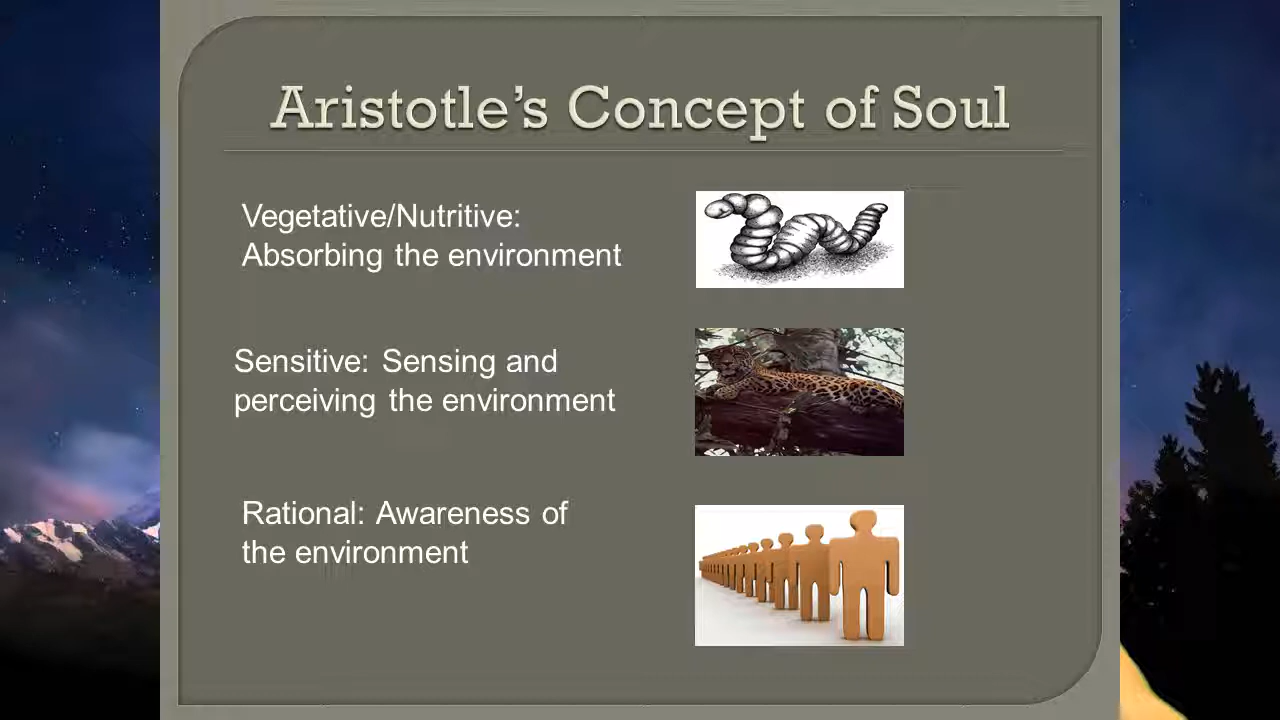 Aristotle’s Concept of Soul
Vegetative/Nutritive:
Absorbing the environment
Sensitive: Sensing and
perceiving the environment
Rational: Awareness of
the environment